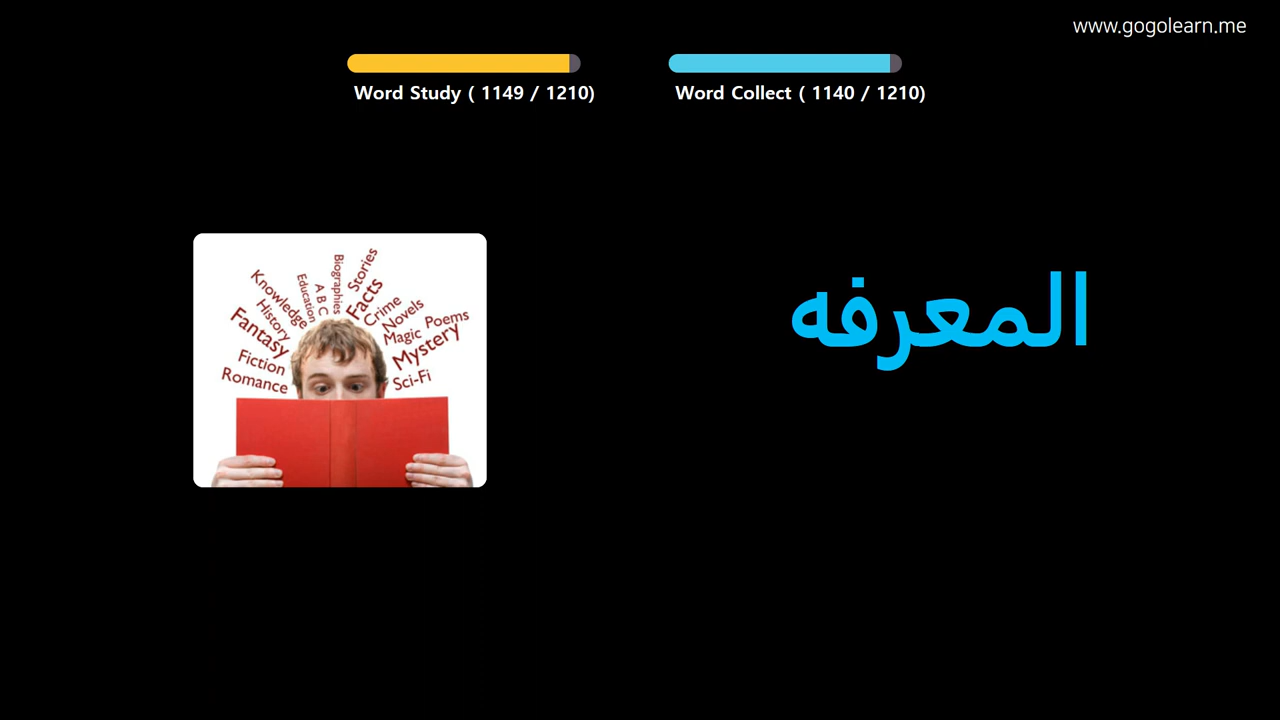 www.gogolearn.me
Word Study ( 1149 / 1210)
Word Collect ( 1140 / 1210)
Knowledge
History
Fantasy
Fiction
Romance
Education
A B C
Biographies
Stories
Facts
Crime
Novels
Magic
Poems
Mystery
Sci-Fi
المعرفه